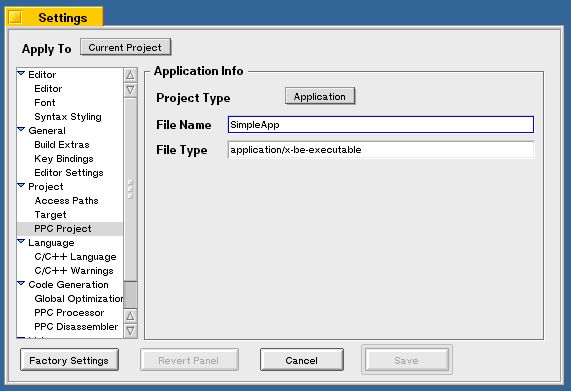 Settings
Apply To Current Project
Editor
Editor
Font
Syntax Styling
General
Build Extras
Key Bindings
Editor Settings
Project
Access Paths
Target
PPC Project
Language
C/C++ Language
C/C++ Warnings
Code Generation
Global Optimization
PPC Processor
PPC Disassembler
Application Info
Project Type Application
File Name SimpleApp
File Type application/x-be-executable
Factory Settings Revert Panel Cancel Save